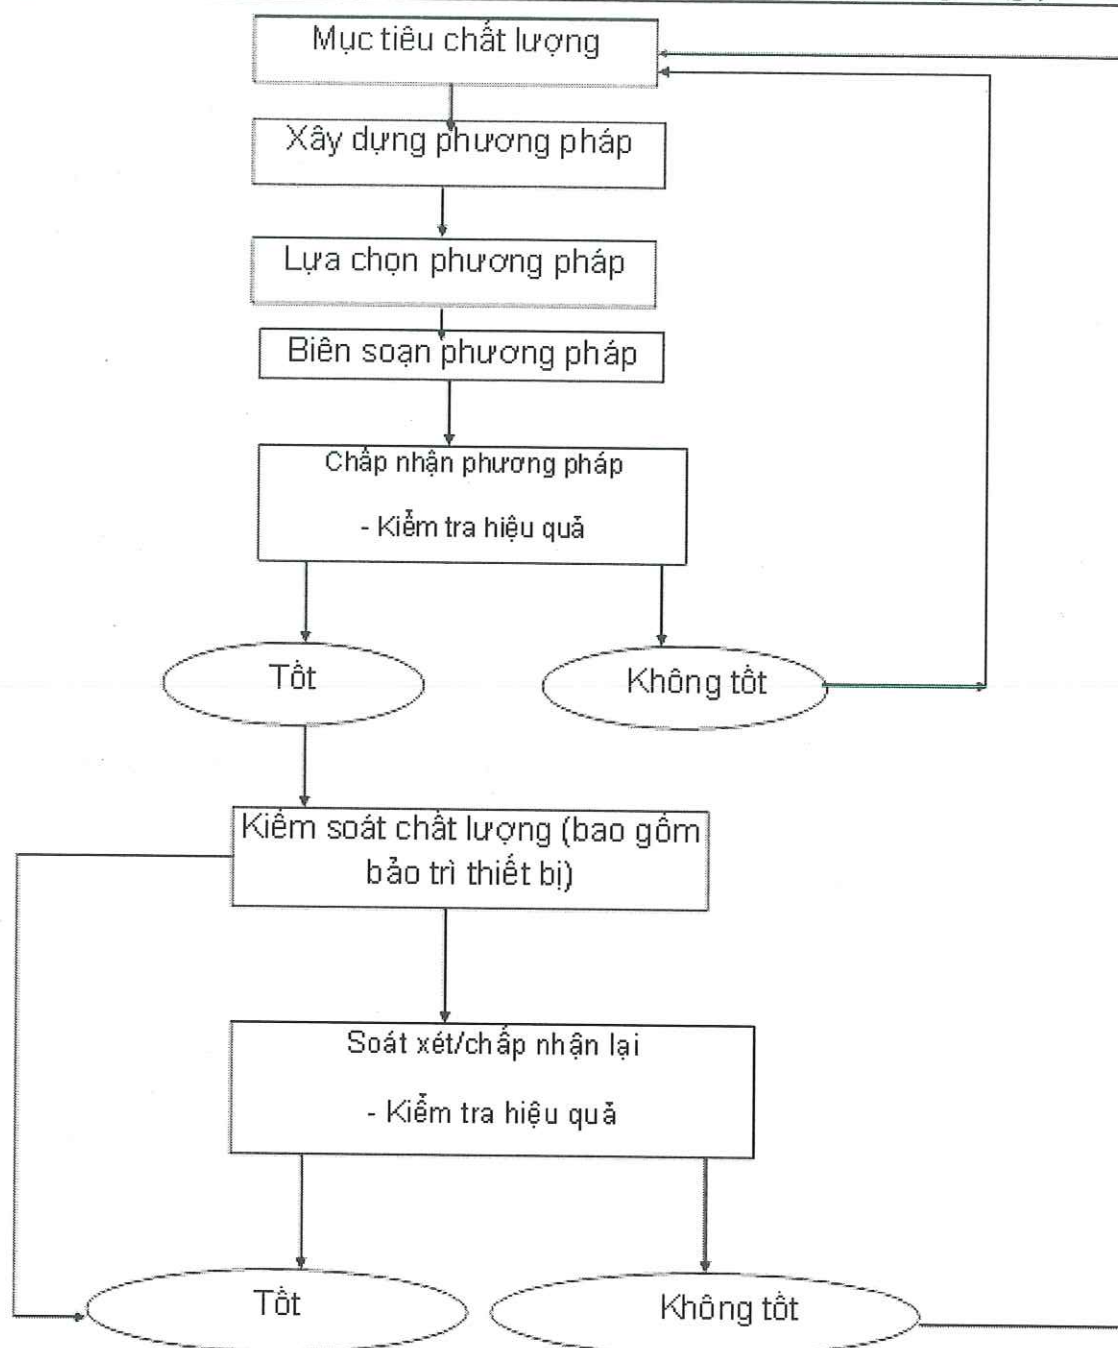 Mục tiêu chất lượng
Xây dựng phương pháp
Lựa chọn phương pháp
Biên soạn phương pháp
Chấp nhận phương pháp
- Kiểm tra hiệu quả
Tốt
Không tốt
Kiểm soát chất lượng (bao gồm
bảo trì thiết bị)
Soát xét/chấp nhận lại
- Kiểm tra hiệu quả
Tốt
Không tốt